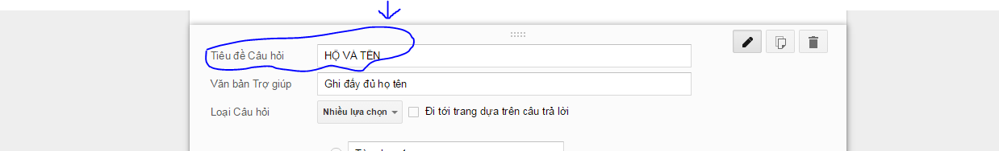 Tiêu đề Câu hỏi HỘ VÀ TÊN
Văn bản Trợ giúp Ghi đầy đủ họ tên
Loại Câu hỏi Nhiều lựa chọn Đi tới trang dựa trên câu trả lời